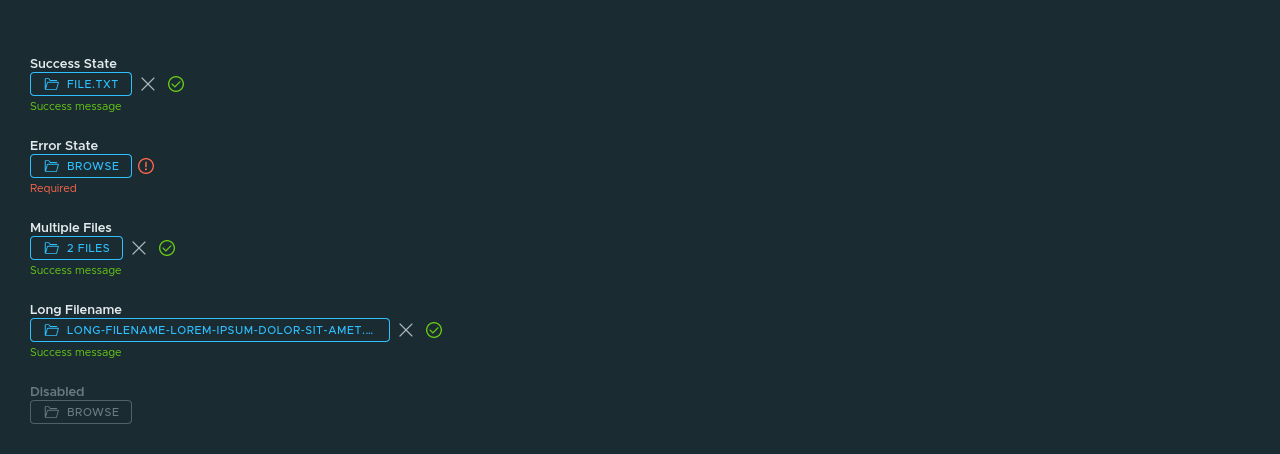 Success State
FILE.TXT
Success message
Error State
BROWSE
Required
Multiple Files
2 FILES
Success message
Long Filename
LONG-FILENAME-LOREM-IPSUM-DOLOR-SIT-AMET....
Success message
Disabled
BROWSE